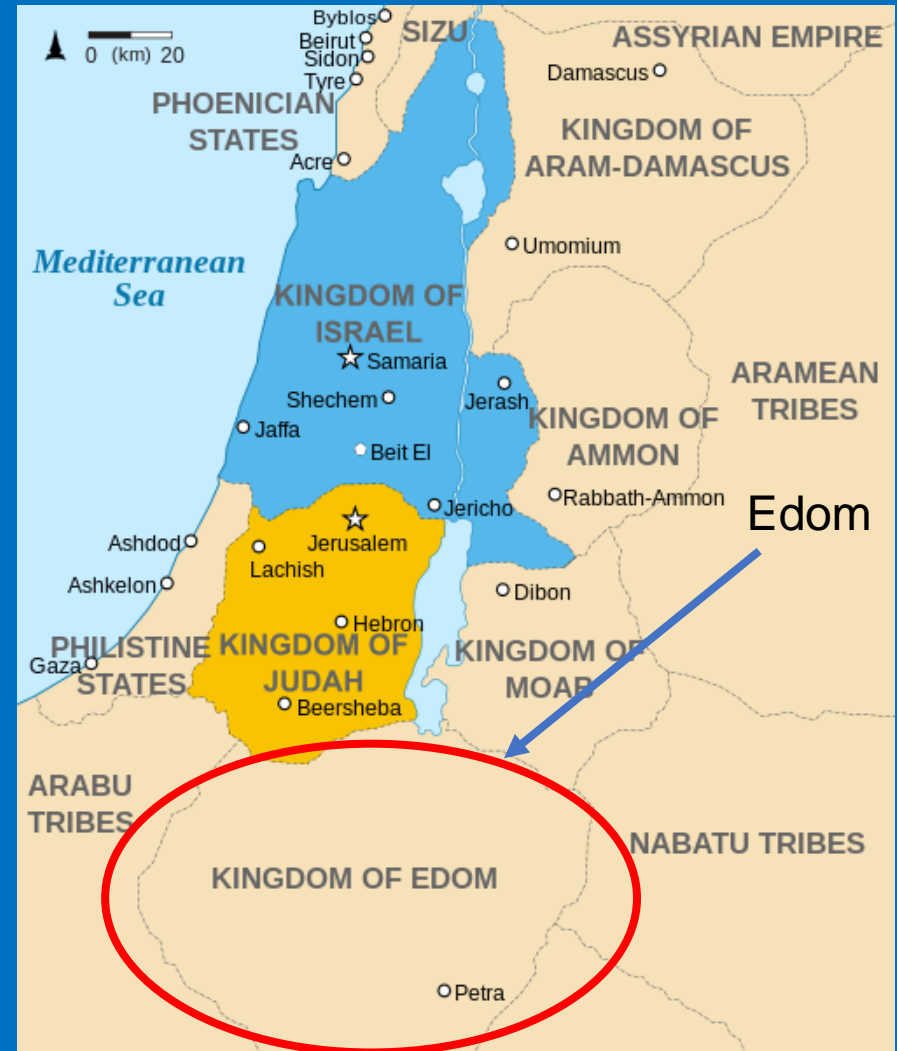 Byblos
Beirut
Sidon
Tyre
0 (km) 20
SIZU
ASSYRIAN EMPIRE
Damascus
PHOENICIAN
STATES
KINGDOM OF
ARAM-DAMASCUS
Acre
Umomium
Mediterranean
Sea
KINGDOM OF
ISRAEL
Samaria
Shechem
Jerash
ARAMEAN
TRIBES
KINGDOM OF
AMMON
Jaffa
Beit El
Rabbath-Ammon
Jericho
Edom
Jerusalem
Ashdod
Lachish
Ashkelon
Dibon
Hebron
PHILISTINE
STATES
Gaza
KINGDOM OF
JUDAH
KINGDOM OF
MOAB
Beersheba
ARABU
TRIBES
NABATU TRIBES
KINGDOM OF EDOM
Petra